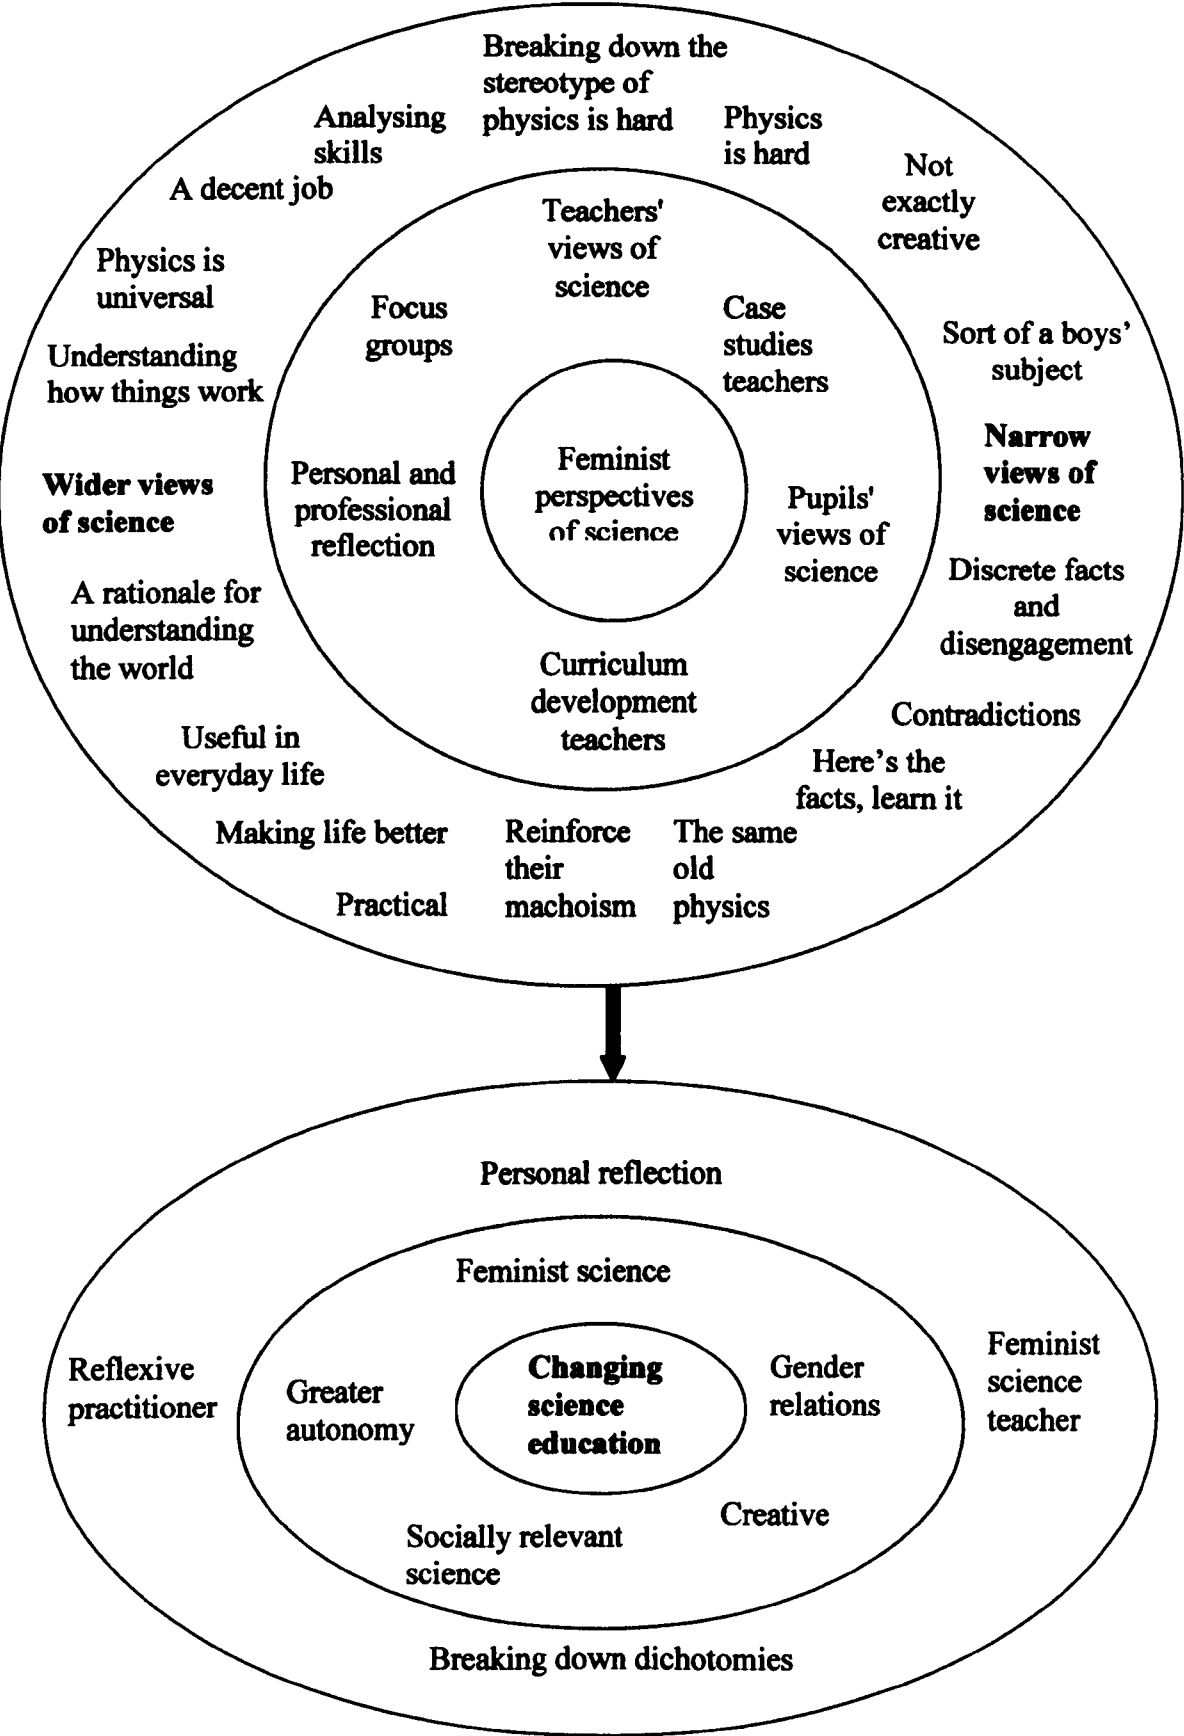 Breaking down the
stereotype of
physics is hard
Analysing
skills
Physics
is hard
A decent job
Not
exactly
creative
Physics is
universal
Teachers'
views of
science
Focus
groups
Case
studies
teachers
Understanding
how things work
Sort of a boys’
subject
Wider views
of science
Personal and
professional
reflection
Feminist
perspectives
of science
Pupils'
views of
science
Narrow
views of
science
A rationale for
understanding
the world
Discrete facts
and
disengagement
Curriculum
development
teachers
Contradictions
Useful in
everyday life
Here’s the
facts, learn it
Making life better
Reinforce
their
machoism
The same
old
physics
Practical
Personal reflection
Feminist science
Reflexive
practitioner
Greater
autonomy
Changing
science
education
Gender
relations
Feminist
science
teacher
Creative
Socially relevant
science
Breaking down dichotomies